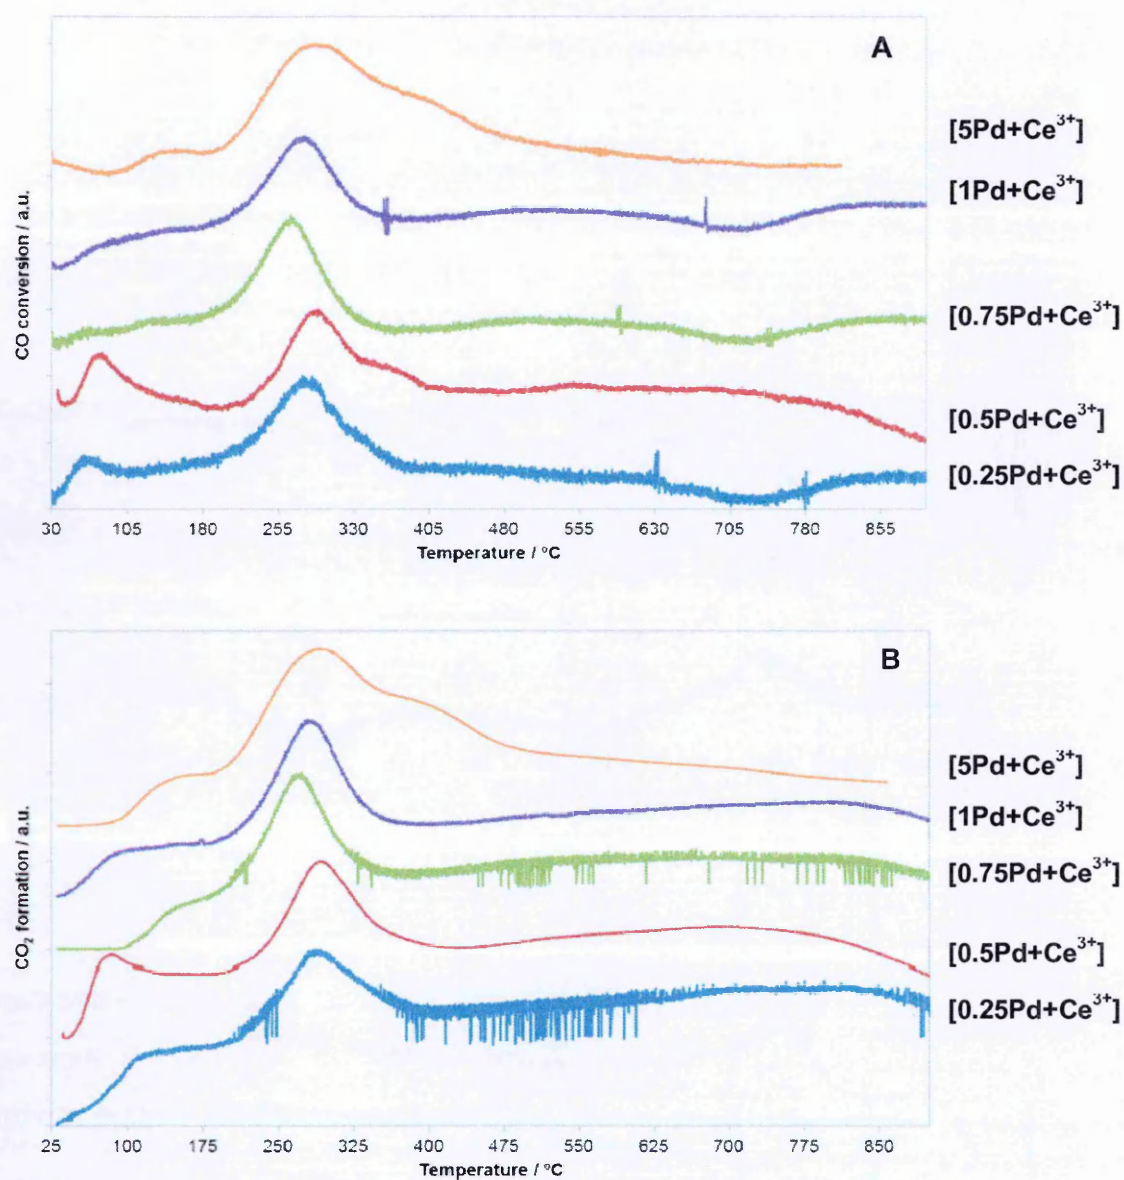 A
[5Pd+Ce³⁺]
[1Pd+Ce³⁺]
[0.75Pd+Ce³⁺]
[0.5Pd+Ce³⁺]
[0.25Pd+Ce³⁺]
CO conversion / a.u.
30 105 180 255 330 405 480 555 630 705 780 855
Temperature / °C
B
[5Pd+Ce³⁺]
[1Pd+Ce³⁺]
[0.75Pd+Ce³⁺]
[0.5Pd+Ce³⁺]
[0.25Pd+Ce³⁺]
CO₂ formation / a.u.
25 100 175 250 325 400 475 550 625 700 775 850
Temperature / °C